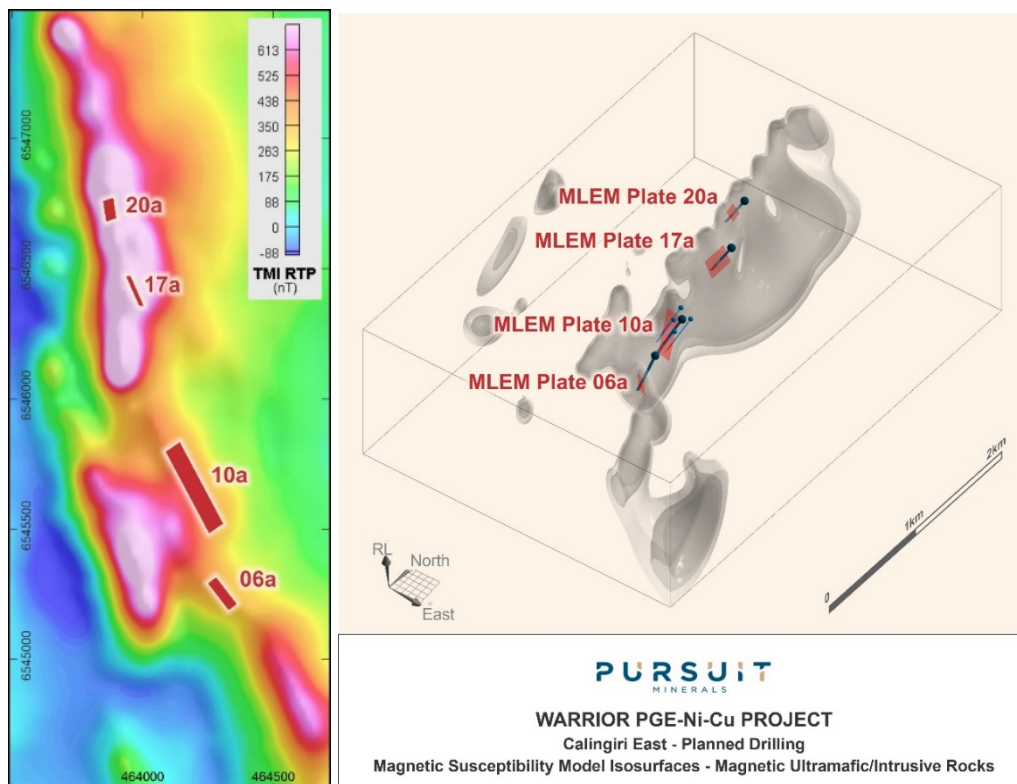 613
525
438
350
263
175
88
0
-88
TMI RTP
(nT)
6547000
6546500
6546000
6545500
6545000
464000
464500
20a
17a
10a
06a
MLEM Plate 20a
MLEM Plate 17a
MLEM Plate 10a
MLEM Plate 06a
2km
1km
0
RL
North
East
PURSUIT
MINERALS
WARRIOR PGE-Ni-Cu PROJECT
Calingiri East - Planned Drilling
Magnetic Susceptibility Model Isosurfaces - Magnetic Ultramafic/Intrusive Rocks